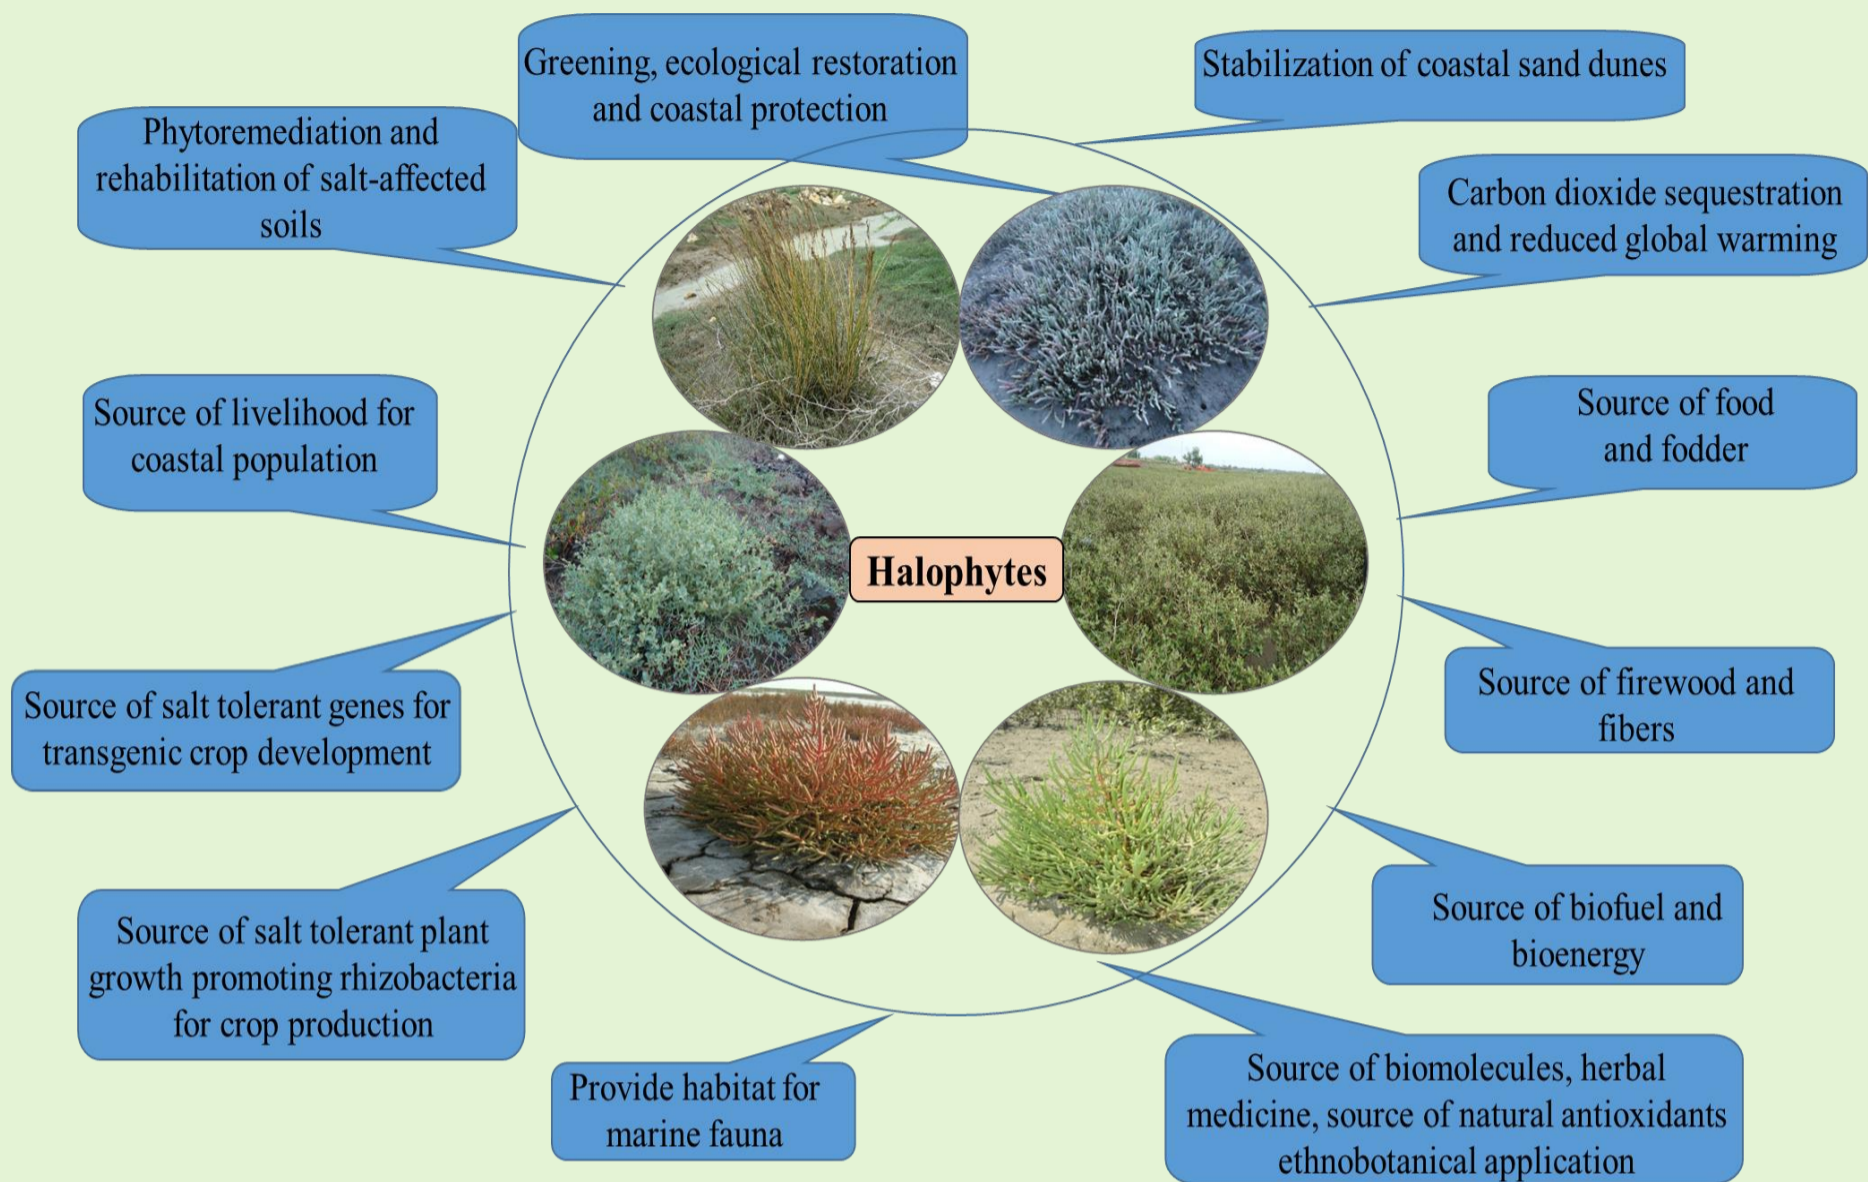 Greening, ecological restoration
and coastal protection
Stabilization of coastal sand dunes
Phytoremediation and
rehabilitation of salt-affected
soils
Carbon dioxide sequestration
and reduced global warming
Source of livelihood for
coastal population
Source of food
and fodder
Halophytes
Source of salt tolerant genes for
transgenic crop development
Source of firewood and
fibers
Source of salt tolerant plant
growth promoting rhizobacteria
for crop production
Source of biofuel and
bioenergy
Provide habitat for
marine fauna
Source of biomolecules, herbal
medicine, source of natural antioxidants
ethnobotanical application